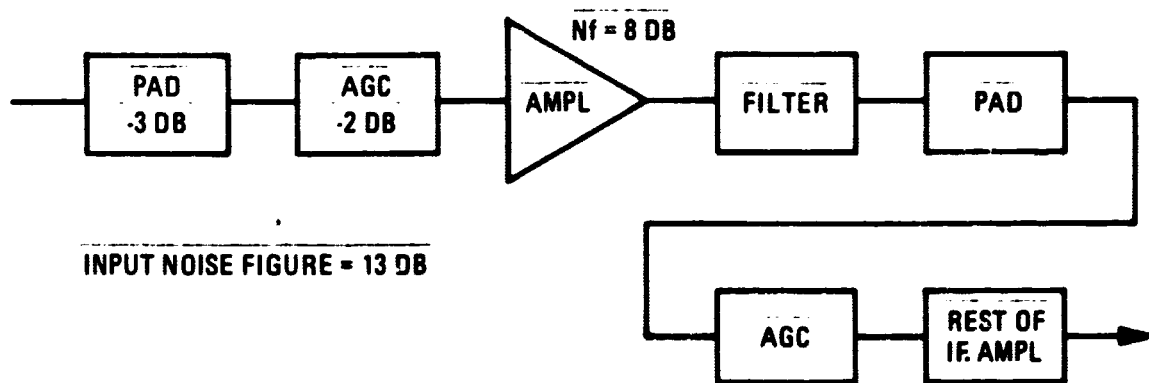 Nf = 8 DB
PAD
-3 DB
AGC
-2 DB
AMPL
FILTER
PAD
INPUT NOISE FIGURE = 13 DB
AGC
REST OF
IF. AMPL